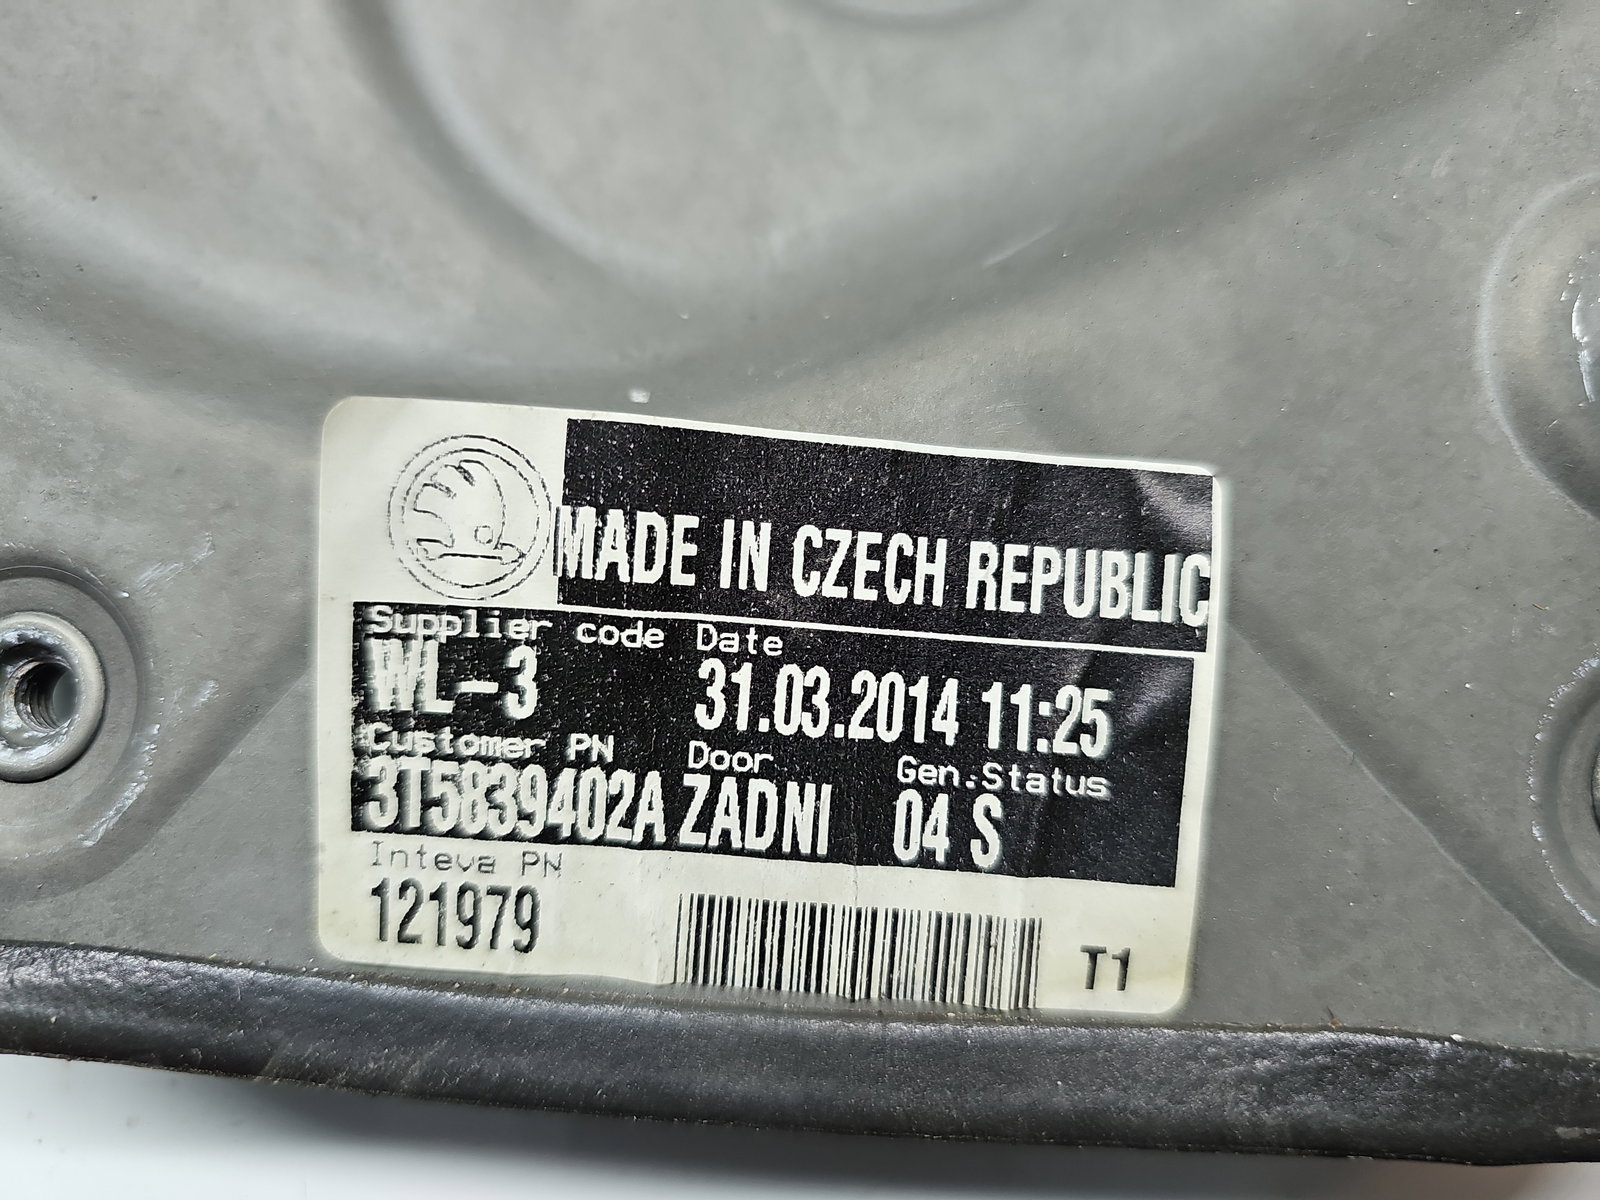 MADE IN CZECH REPUBLIC
Supplier code Date
WL-3 31.03.2014 11:25
Customer PN Door Gen.Status
3T5839402A ZADNI 04 S
Inteva PN
121979 T1